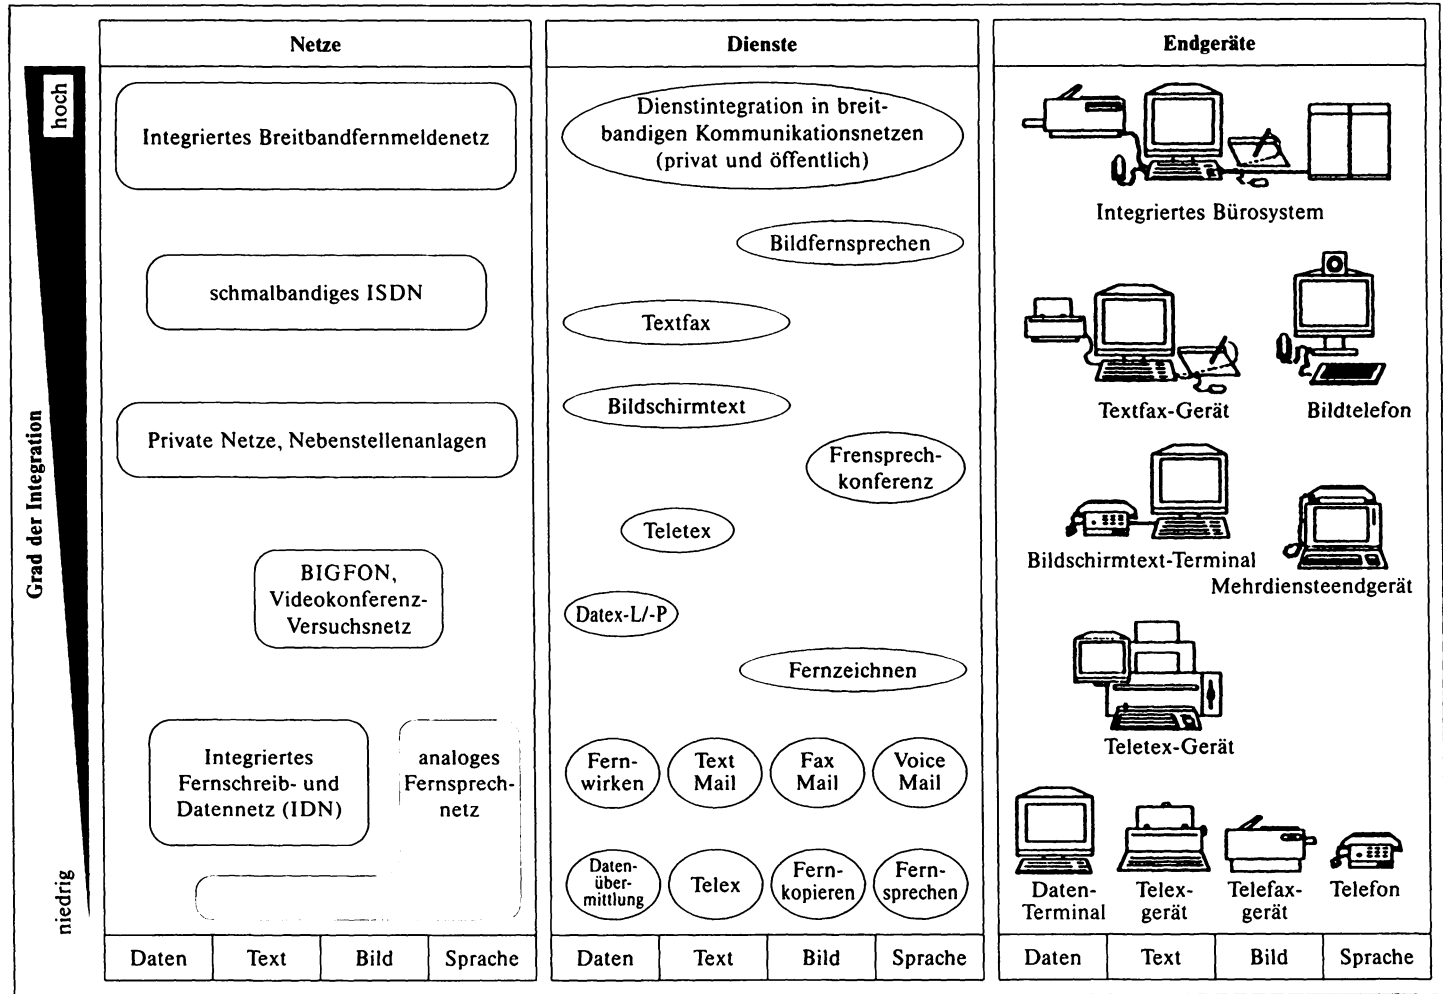 Netze
Dienste
Endgeräte
Grad der Integration
hoch
niedrig
Integriertes Breitbandfernmeldenetz
schmalbandiges ISDN
Private Netze, Nebenstellenanlagen
BIGFON,
Videokonferenz-
Versuchsnetz
Integriertes
Fernschreib- und
Datennetz (IDN)
analoges
Fernsprech-
netz
Daten
Text
Bild
Sprache
Dienstintegration in breit-
bandigen Kommunikationsnetzen
(privat und öffentlich)
Bildfernsprechen
Textfax
Bildschirmtext
Frensprech-
konferenz
Teletex
Datex-L/-P
Fernzeichnen
Fern-
wirken
Text
Mail
Fax
Mail
Voice
Mail
Daten-
über-
mittlung
Telex
Fern-
kopieren
Fern-
sprechen
Daten
Text
Bild
Sprache
Integriertes Bürosystem
Textfax-Gerät
Bildtelefon
Bildschirmtext-Terminal
Mehrdiensteendgerät
Teletex-Gerät
Daten-
Terminal
Telex-
gerät
Telefax-
gerät
Telefon
Daten
Text
Bild
Sprache